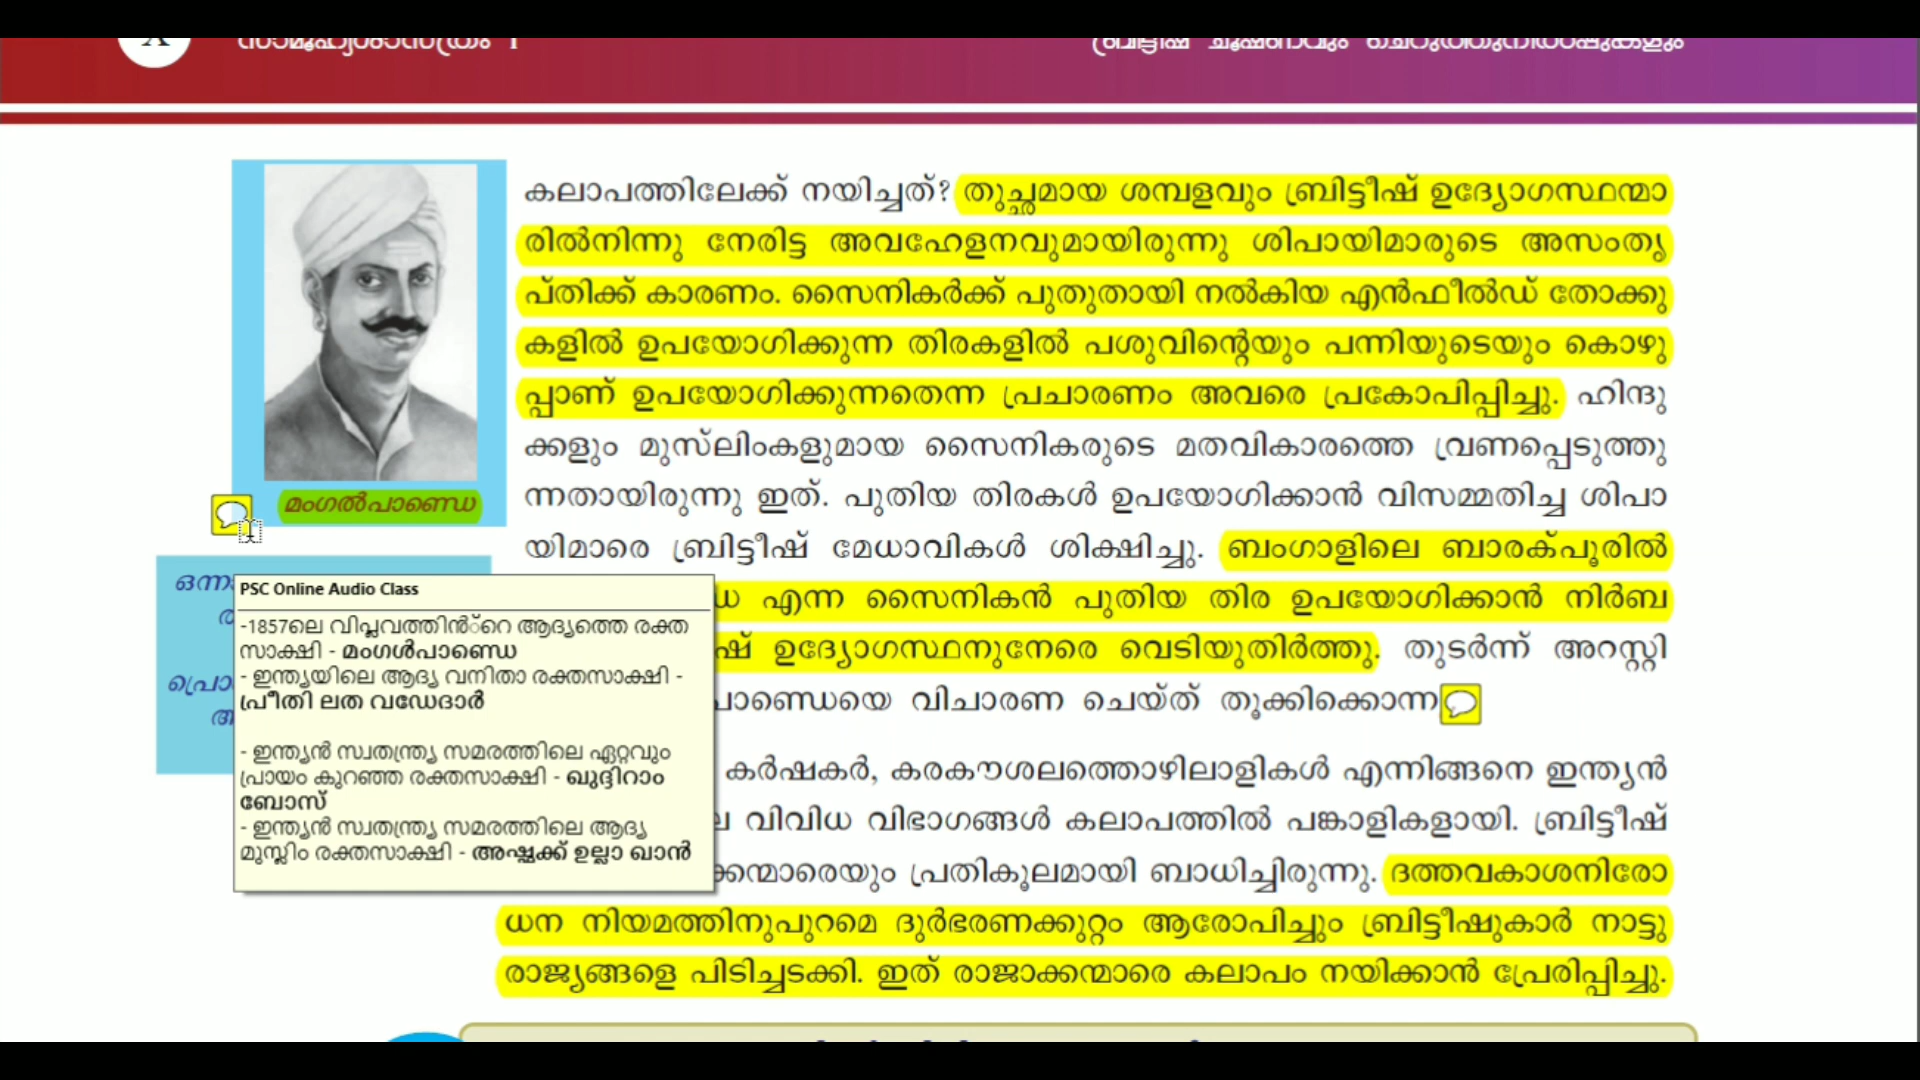 X
സാമൂഹ്യശാസ്ത്രം I
ബ്രിട്ടീഷ് ചൂഷണവും ചെറുത്തുനിൽപ്പുകളും
കലാപത്തിലേക്ക് നയിച്ചത്? തുച്ഛമായ ശമ്പളവും ബ്രിട്ടീഷ് ഉദ്യോഗസ്ഥന്മാ
രിൽനിന്നു നേരിട്ട അവഹേളനവുമായിരുന്നു ശിപായിമാരുടെ അസംതൃ
പ്തിക്ക് കാരണം. സൈനികർക്ക് പുതുതായി നൽകിയ എൻഫീൽഡ് തോക്കു
കളിൽ ഉപയോഗിക്കുന്ന തിരകളിൽ പശുവിന്റെയും പന്നിയുടെയും കൊഴു
പ്പാണ് ഉപയോഗിക്കുന്നതെന്ന പ്രചാരണം അവരെ പ്രകോപിപ്പിച്ചു. ഹിന്ദു
ക്കളും മുസ്‌ലിംകളുമായ സൈനികരുടെ മതവികാരത്തെ വ്രണപ്പെടുത്തു
ന്നതായിരുന്നു ഇത്. പുതിയ തിരകൾ ഉപയോഗിക്കാൻ വിസമ്മതിച്ച ശിപാ
യിമാരെ ബ്രിട്ടീഷ് മേധാവികൾ ശിക്ഷിച്ചു. ബംഗാളിലെ ബാരക്പൂരിൽ
എന്ന സൈനികൻ പുതിയ തിര ഉപയോഗിക്കാൻ നിർബ
ഷ് ഉദ്യോഗസ്ഥനുനേരെ വെടിയുതിർത്തു. തുടർന്ന് അറസ്റ്റി
പാണ്ഡെയെ വിചാരണ ചെയ്ത് തൂക്കിക്കൊന്ന
കർഷകർ, കരകൗശലത്തൊഴിലാളികൾ എന്നിങ്ങനെ ഇന്ത്യൻ
ല വിവിധ വിഭാഗങ്ങൾ കലാപത്തിൽ പങ്കാളികളായി. ബ്രിട്ടീഷ്
ക്കന്മാരെയും പ്രതികൂലമായി ബാധിച്ചിരുന്നു. ദത്തവകാശനിരോ
ധന നിയമത്തിനുപുറമെ ദുർഭരണക്കുറ്റം ആരോപിച്ചും ബ്രിട്ടീഷുകാർ നാട്ടു
രാജ്യങ്ങളെ പിടിച്ചടക്കി. ഇത് രാജാക്കന്മാരെ കലാപം നയിക്കാൻ പ്രേരിപ്പിച്ചു.
മംഗൽപാണ്ഡെ
PSC Online Audio Class
-1857ലെ വിപ്ലവത്തിൻ്റെ ആദ്യത്തെ രക്ത
സാക്ഷി - മംഗൾപാണ്ഡെ
- ഇന്ത്യയിലെ ആദ്യ വനിതാ രക്തസാക്ഷി -
പ്രീതി ലത വഡേദാർ
- ഇന്ത്യൻ സ്വതന്ത്ര്യ സമരത്തിലെ ഏറ്റവും
പ്രായം കുറഞ്ഞ രക്തസാക്ഷി - ഖുദ്ദിറാം
ബോസ്
- ഇന്ത്യൻ സ്വതന്ത്ര്യ സമരത്തിലെ ആദ്യ
മുസ്ലിം രക്തസാക്ഷി - അഷ്ഫക്ക് ഉല്ലാ ഖാൻ